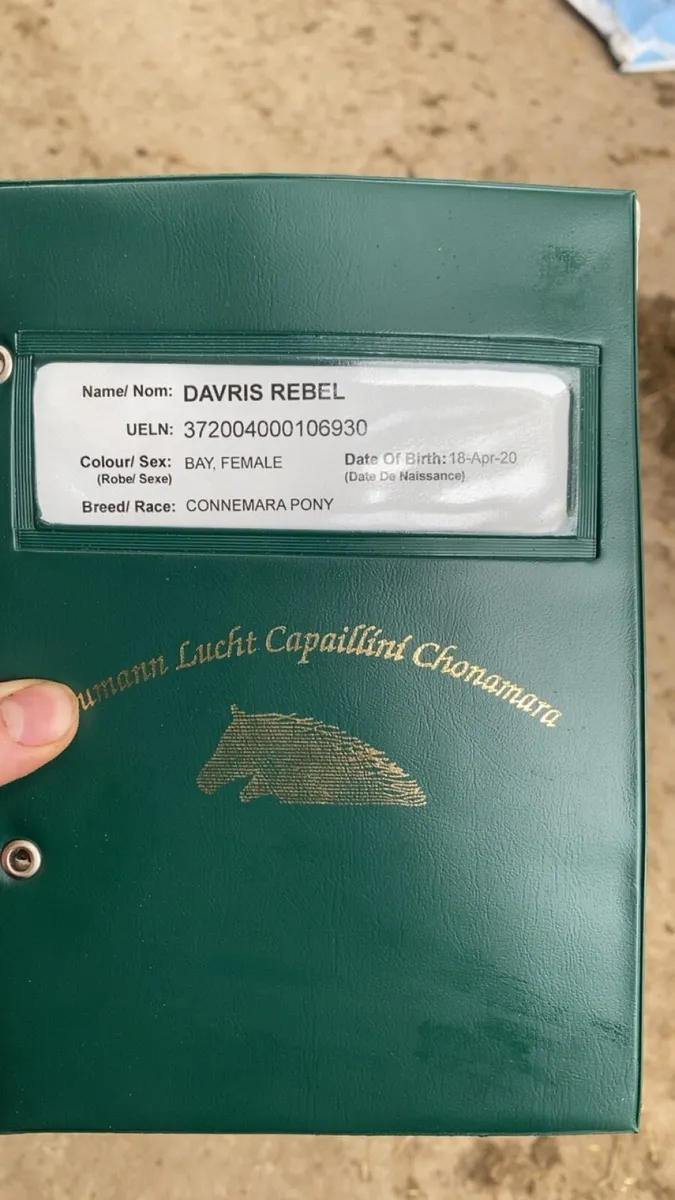 Name/ Nom: DAVRIS REBEL
UELN: 372004000106930
Colour/ Sex: BAY, FEMALE Date Of Birth: 18-Apr-20
(Robe/ Sexe) (Date De Naissance)
Breed/ Race: CONNEMARA PONY
Lucht Capaillíní Chonamara